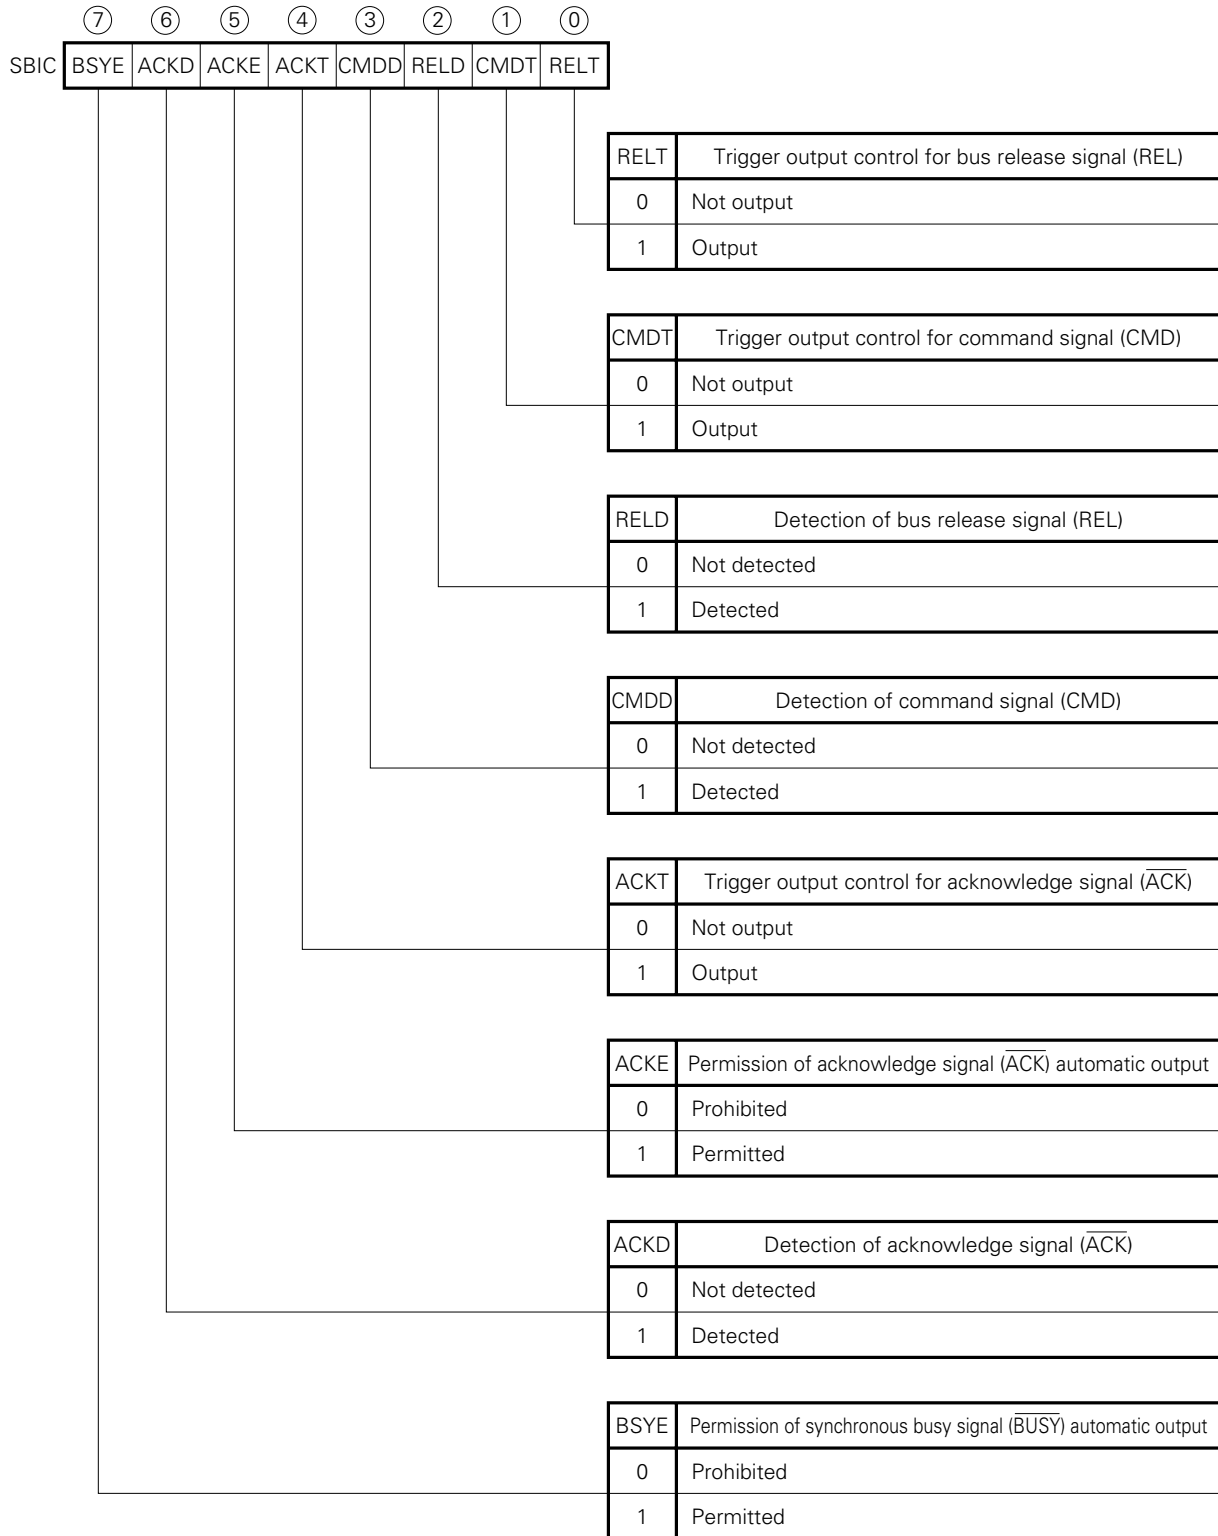 ⑦ ⑥ ⑤ ④ ③ ② ① ⓪
SBIC BSYE ACKD ACKE ACKT CMDD RELD CMDT RELT
RELT Trigger output control for bus release signal (REL)
0 Not output
1 Output
CMDT Trigger output control for command signal (CMD)
0 Not output
1 Output
RELD Detection of bus release signal (REL)
0 Not detected
1 Detected
CMDD Detection of command signal (CMD)
0 Not detected
1 Detected
ACKT Trigger output control for acknowledge signal (A̅C̅K̅)
0 Not output
1 Output
ACKE Permission of acknowledge signal (A̅C̅K̅) automatic output
0 Prohibited
1 Permitted
ACKD Detection of acknowledge signal (A̅C̅K̅)
0 Not detected
1 Detected
BSYE Permission of synchronous busy signal (B̅U̅S̅Y̅) automatic output
0 Prohibited
1 Permitted